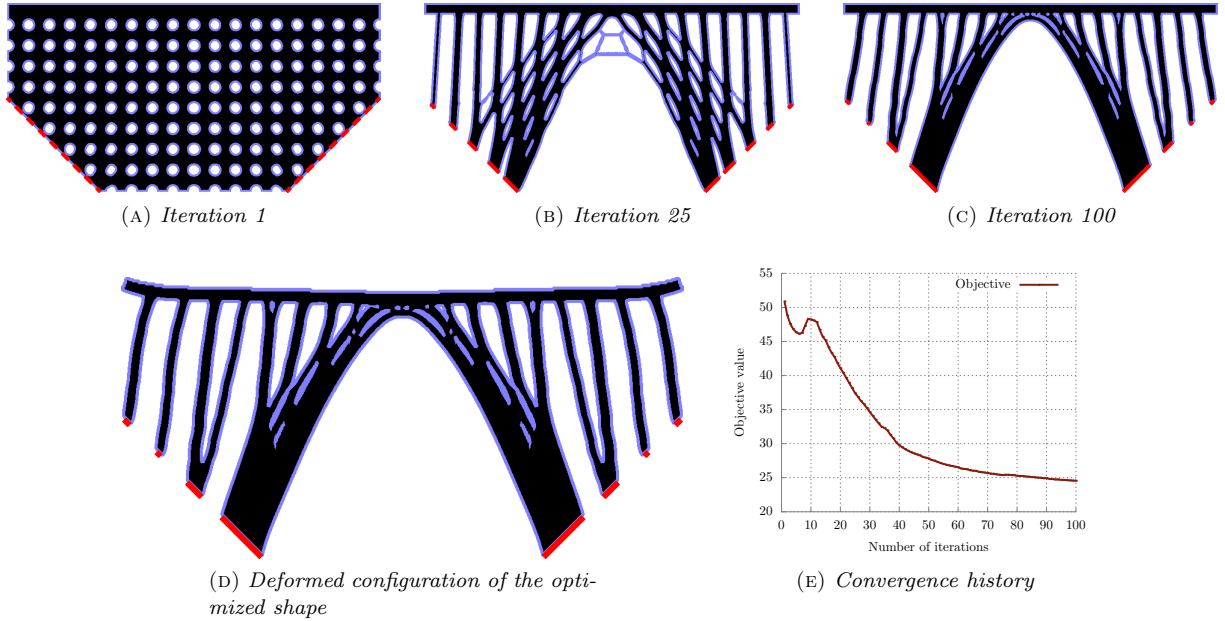 (A) Iteration 1
(B) Iteration 25
(C) Iteration 100
(D) Deformed configuration of the opti-
mized shape
55
50
45
40
35
30
25
20
Objective value
Objective
0 10 20 30 40 50 60 70 80 90 100
Number of iterations
(E) Convergence history